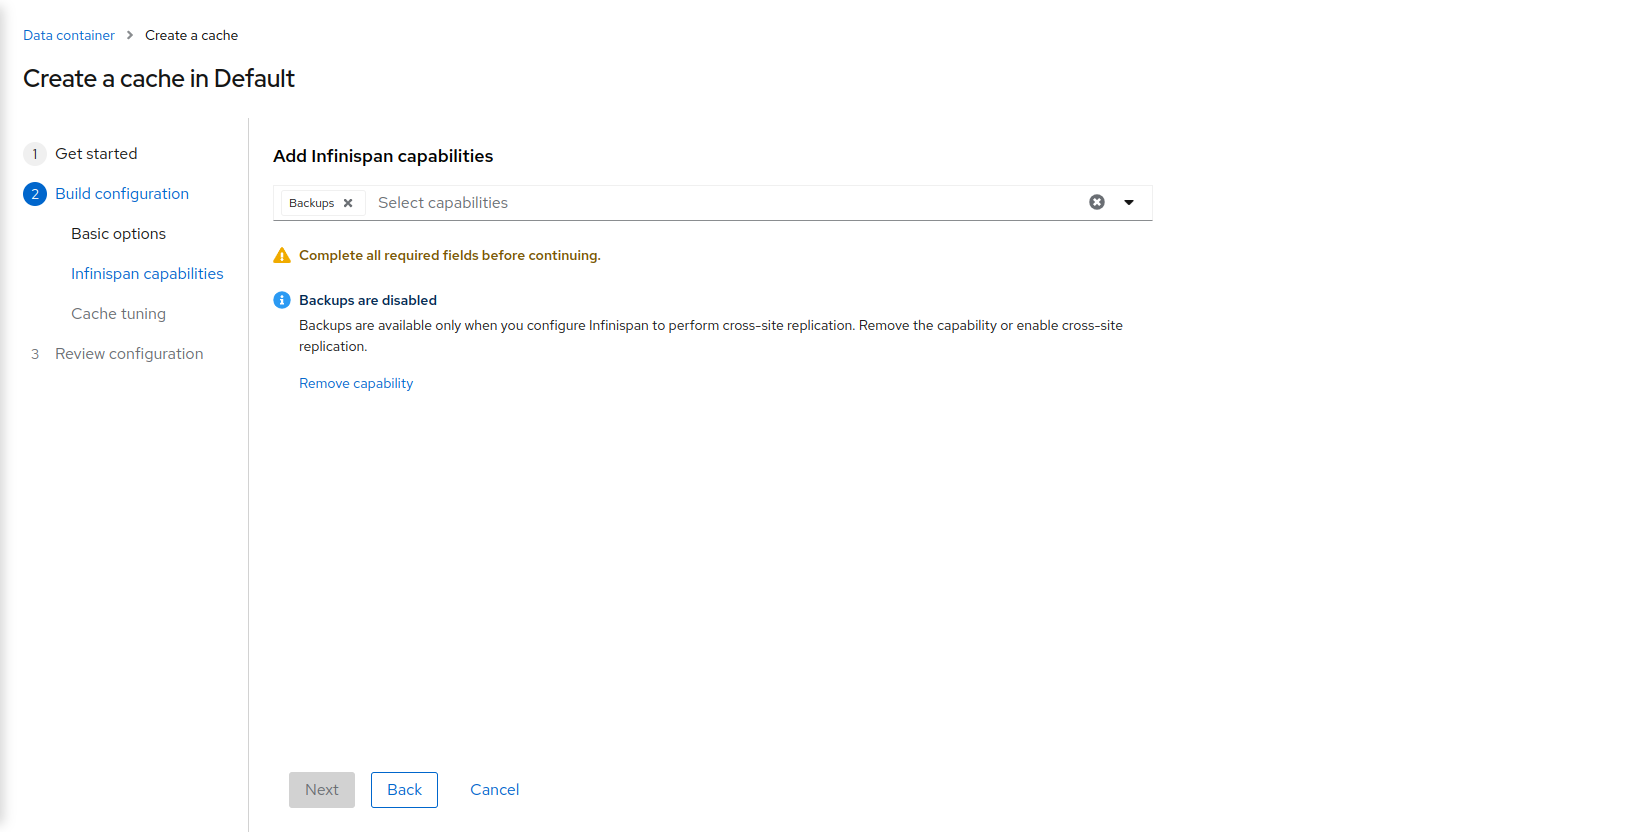 Data container > Create a cache
Create a cache in Default
1 Get started
2 Build configuration
Basic options
Infinispan capabilities
Cache tuning
3 Review configuration
Add Infinispan capabilities
Backups Select capabilities
Complete all required fields before continuing.
Backups are disabled
Backups are available only when you configure Infinispan to perform cross-site replication. Remove the capability or enable cross-site
replication.
Remove capability
Next Back Cancel